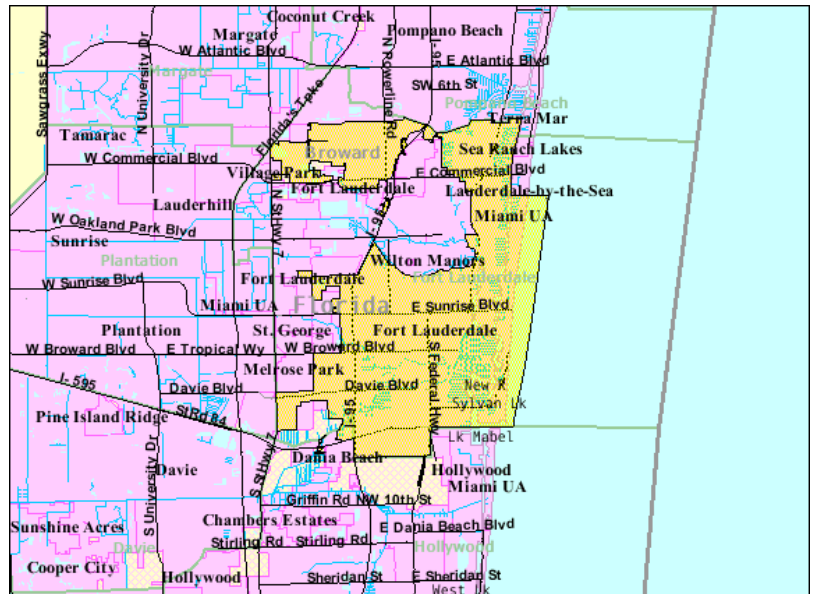 Coconut Creek
Margate
Pompano Beach
W Atlantic Blvd
E Atlantic Blvd
Sawgrass Expy
N University Dr
Margate
N Powerline Rd
I- 95
SW 6th St
Florida's Tpke
Pompano Beach
Terra Mar
Tamarac
Broward
Sea Ranch Lakes
W Commercial Blvd
E Commercial Blvd
Village Park
Fort Lauderdale
Lauderdale-by-the-Sea
Lauderhill
N StHwy 7
I- 95
Miami UA
W Oakland Park Blvd
Sunrise
Plantation
Wilton Manors
W Sunrise Blvd
Fort Lauderdale
Fort Lauderdale
Miami UA
Florida
E Sunrise Blvd
Plantation
St. George
Fort Lauderdale
W Broward Blvd
E Tropical Wy
W Broward Blvd
S Federal Hwy
Melrose Park
I- 595
Davie Blvd
Davie Blvd
New R
Sylvan Lk
StRd 84
I- 95
Pine Island Ridge
Lk Mabel
S University Dr
Davie
S StHwy 7
Dania Beach
Hollywood
Miami UA
Griffin Rd
NW 10th St
Sunshine Acres
Chambers Estates
E Dania Beach Blvd
Davie
Stirling Rd
Stirling Rd
Hollywood
Cooper City
Hollywood
Sheridan St
E Sheridan St
West Lk